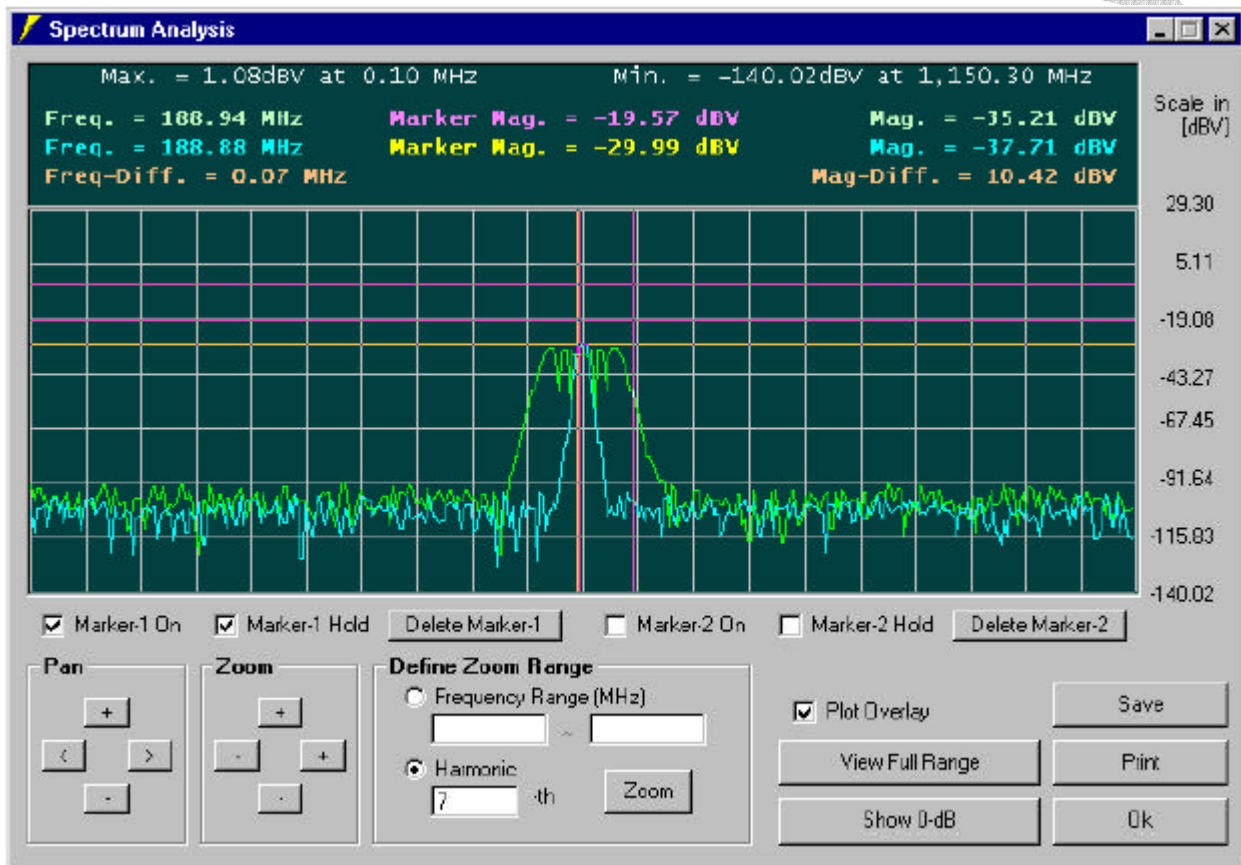 Spectrum Analysis
Max. = 1.08dBV at 0.10 MHz Min. = -140.02dBV at 1,150.30 MHz
Freq. = 188.94 MHz Marker Mag. = -19.57 dBV Mag. = -35.21 dBV
Freq. = 188.88 MHz Marker Mag. = -29.99 dBV Mag. = -37.71 dBV
Freq-Diff. = 0.07 MHz Mag-Diff. = 10.42 dBV
Scale in
[dBV]
29.30
5.11
-19.08
-43.27
-67.45
-91.64
-115.83
-140.02
Marker-1 On Marker-1 Hold Delete Marker-1 Marker-2 On Marker-2 Hold Delete Marker-2
Pan Zoom Define Zoom Range
+ + Frequency Range (MHz)
~
< > - + Harmonic
7 -th Zoom
- -
Plot Overlay Save
View Full Range Print
Show 0-dB Ok